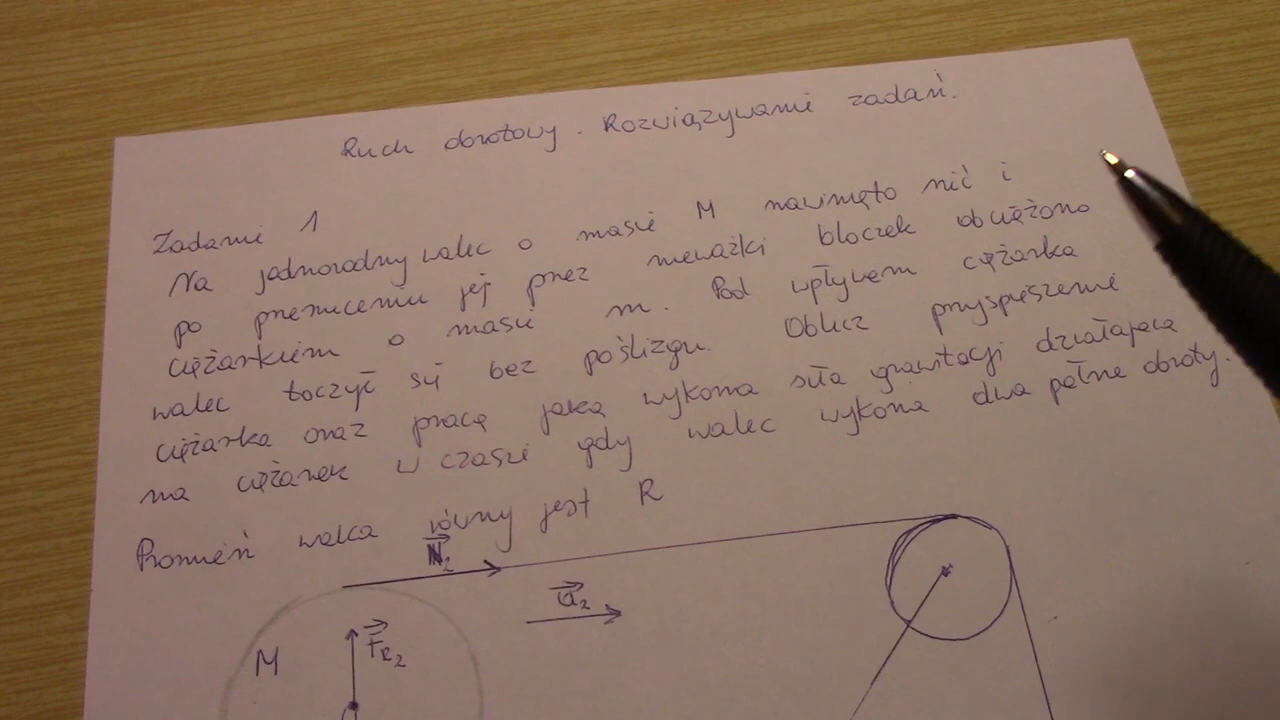 Ruch obrotowy. Rozwiązywanie zadań.
Zadanie 1
Na jednorodny walec o masie M nawinięto nić i
po przerzuceniu jej przez nieważki bloczek obciążono
ciężarkiem o masie m. Pod wpływem ciężarka
walec toczył się bez poślizgu. Oblicz przyspieszenie
ciężarka oraz pracę jaką wykona siła grawitacji działająca
na ciężarek w czasie gdy walec wykona dwa pełne obroty.
Promień walca równy jest R
N₂
a₂
M
F_R₂